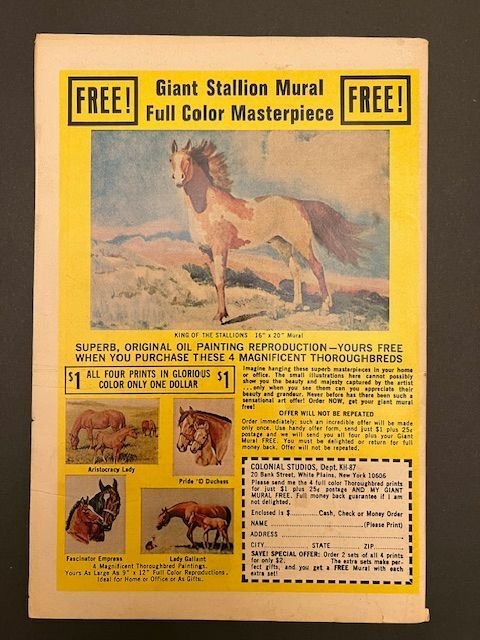 FREE!
Giant Stallion Mural
Full Color Masterpiece
FREE!
KING OF THE STALLIONS 16" x 20" Mural
SUPERB, ORIGINAL OIL PAINTING REPRODUCTION—YOURS FREE
WHEN YOU PURCHASE THESE 4 MAGNIFICENT THOROUGHBREDS
$1 ALL FOUR PRINTS IN GLORIOUS $1
COLOR ONLY ONE DOLLAR
Aristocracy Lady
Pride 'O Duchess
Fascinator Empress
Lady Gallant
4 Magnificent Thoroughbred Paintings.
Yours As Large As 9" x 12" Full Color Reproductions.
Ideal for Home or Office or As Gifts.
Imagine hanging these superb masterpieces in your home
or office. The small illustrations here cannot possibly
show you the beauty and majesty captured by the artist
...only when you see them can you appreciate their
beauty and grandeur. Never before has there been such a
sensational art offer! Order NOW, get your giant mural
free!
OFFER WILL NOT BE REPEATED
Order immediately; such an incredible offer will be made
only once. Use handy offer form, send just $1 plus 25¢
postage and we will send you all four plus your Giant
MURAL FREE. You must be delighted or return for full
money back. Offer will not be repeated.
COLONIAL STUDIOS, Dept. KH-87
20 Bank Street, White Plains, New York 10606
Please send me the 4 full color Thoroughbred prints
for just $1 plus 25¢ postage AND MY GIANT
MURAL FREE. Full money back guarantee if I am
not delighted.
Enclosed is $.......... Cash, Check or Money Order
NAME (Please Print)
ADDRESS
CITY STATE ZIP
SAVE! SPECIAL OFFER: Order 2 sets of all 4 prints
for only $2. The extra sets make per-
fect gifts, and you get a FREE Mural with each
extra set!